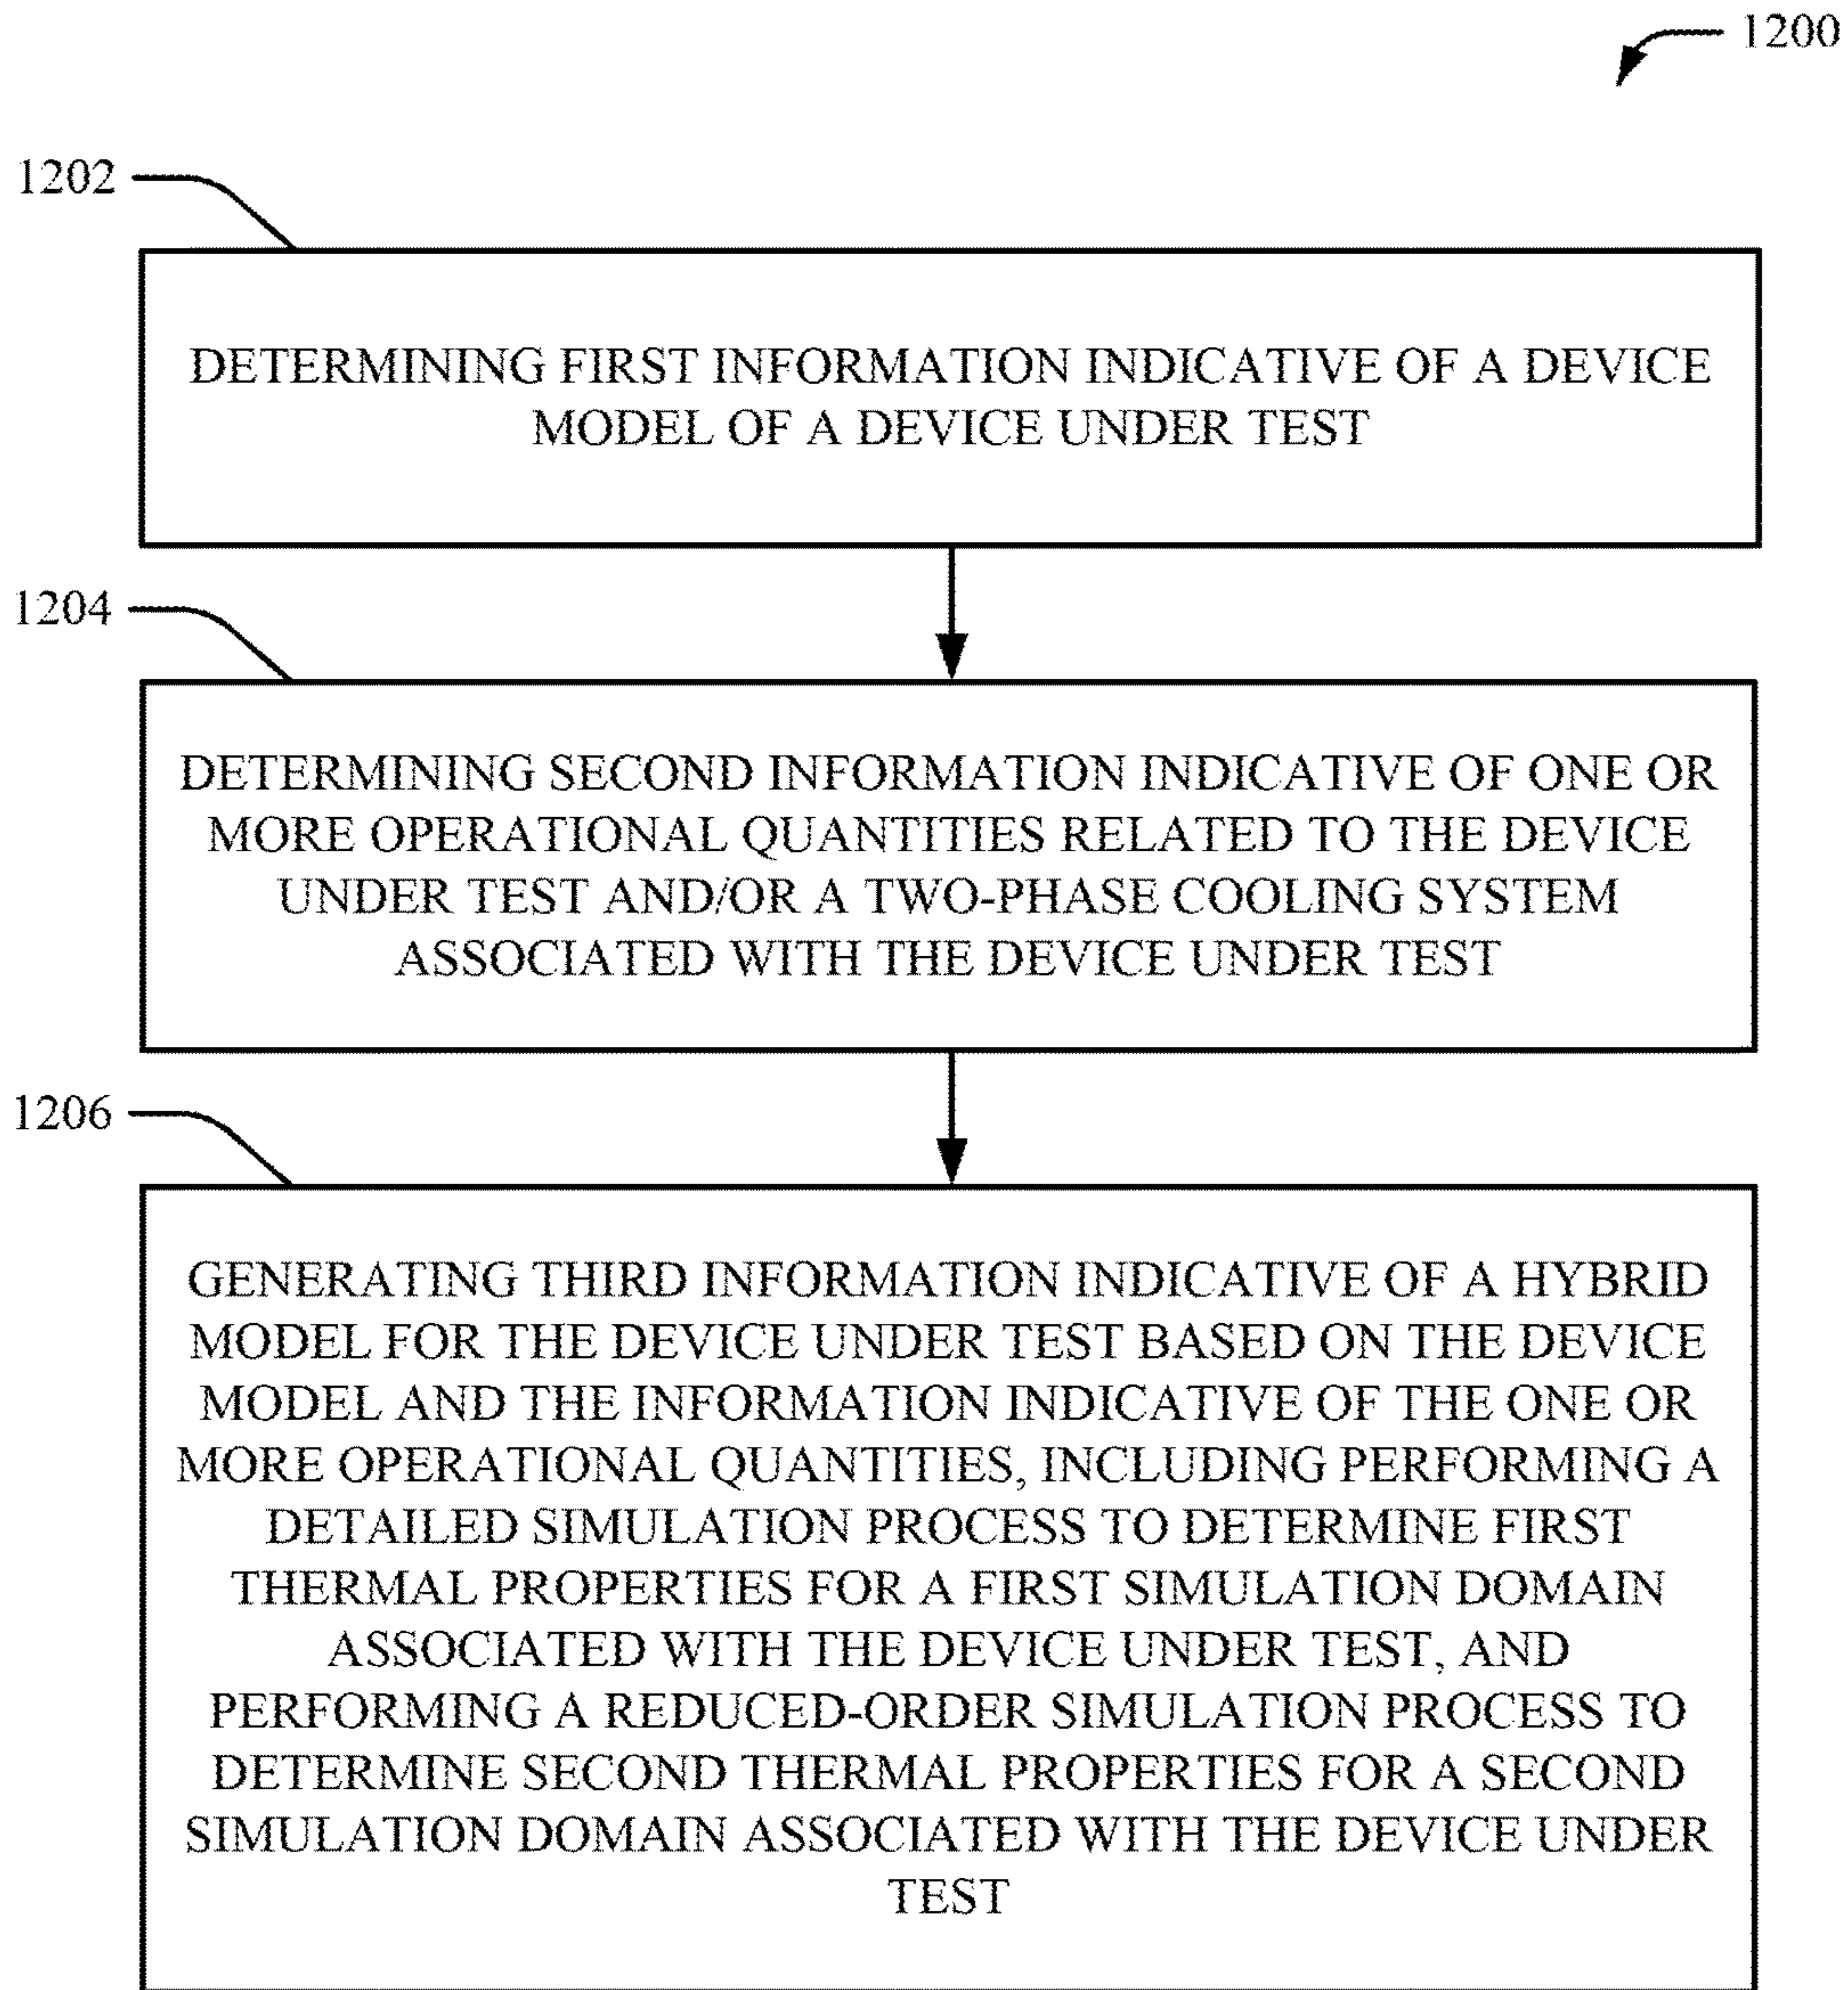 1200
1202
DETERMINING FIRST INFORMATION INDICATIVE OF A DEVICE
MODEL OF A DEVICE UNDER TEST
1204
DETERMINING SECOND INFORMATION INDICATIVE OF ONE OR
MORE OPERATIONAL QUANTITIES RELATED TO THE DEVICE
UNDER TEST AND/OR A TWO-PHASE COOLING SYSTEM
ASSOCIATED WITH THE DEVICE UNDER TEST
1206
GENERATING THIRD INFORMATION INDICATIVE OF A HYBRID
MODEL FOR THE DEVICE UNDER TEST BASED ON THE DEVICE
MODEL AND THE INFORMATION INDICATIVE OF THE ONE OR
MORE OPERATIONAL QUANTITIES, INCLUDING PERFORMING A
DETAILED SIMULATION PROCESS TO DETERMINE FIRST
THERMAL PROPERTIES FOR A FIRST SIMULATION DOMAIN
ASSOCIATED WITH THE DEVICE UNDER TEST, AND
PERFORMING A REDUCED-ORDER SIMULATION PROCESS TO
DETERMINE SECOND THERMAL PROPERTIES FOR A SECOND
SIMULATION DOMAIN ASSOCIATED WITH THE DEVICE UNDER
TEST